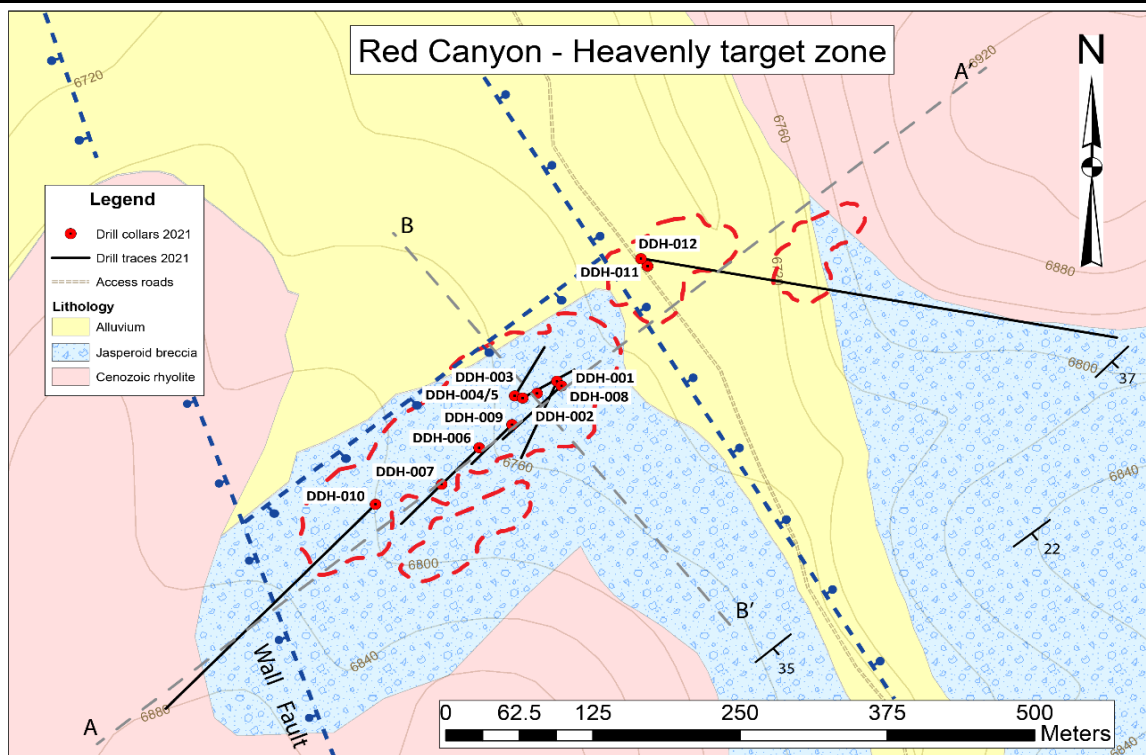 Red Canyon - Heavenly target zone
N
6920
A'
6720
6760
Legend
Drill collars 2021
Drill traces 2021
Access roads
Lithology
Alluvium
Jasperoid breccia
Cenozoic rhyolite
B
DDH-012
DDH-011
6720
6880
6800
37
DDH-003
DDH-001
DDH-004/5
DDH-008
DDH-009
DDH-002
DDH-006
6760
DDH-007
6840
DDH-010
22
6800
B'
35
6840
Wall Fault
A
6880
6840
0 62.5 125 250 375 500
Meters